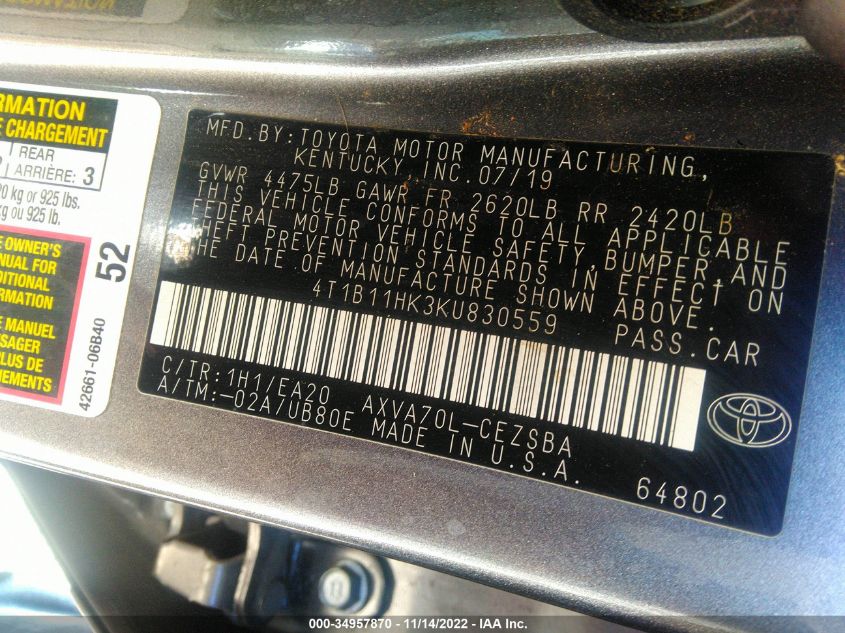 RMATION
E CHARGEMENT
REAR
ARRIÈRE: 3
kg or 925 lbs.
kg ou 925 lb.
E OWNER'S
NUAL FOR
DITIONAL
ORMATION
LE MANUEL
SAGER
PLUS DE
NEMENTS
52
42661-06B40
MFD.BY:TOYOTA MOTOR MANUFACTURING,
KENTUCKY,INC.07/19
GVWR 4475LB GAWR FR 2620LB RR 2420LB
THIS VEHICLE CONFORMS TO ALL APPLICABLE
FEDERAL MOTOR VEHICLE SAFETY,BUMPER,AND
THEFT PREVENTION STANDARDS IN EFFECT ON
THE DATE OF MANUFACTURE SHOWN ABOVE.
4T1B11HK3KU830559 PASS.CAR
C/TR:1H1/EA20 AXVA70L-CEZSBA
A/TM:-02A/UB80E MADE IN U.S.A.
64802
000-34957870 • 11/14/2022 - IAA Inc.